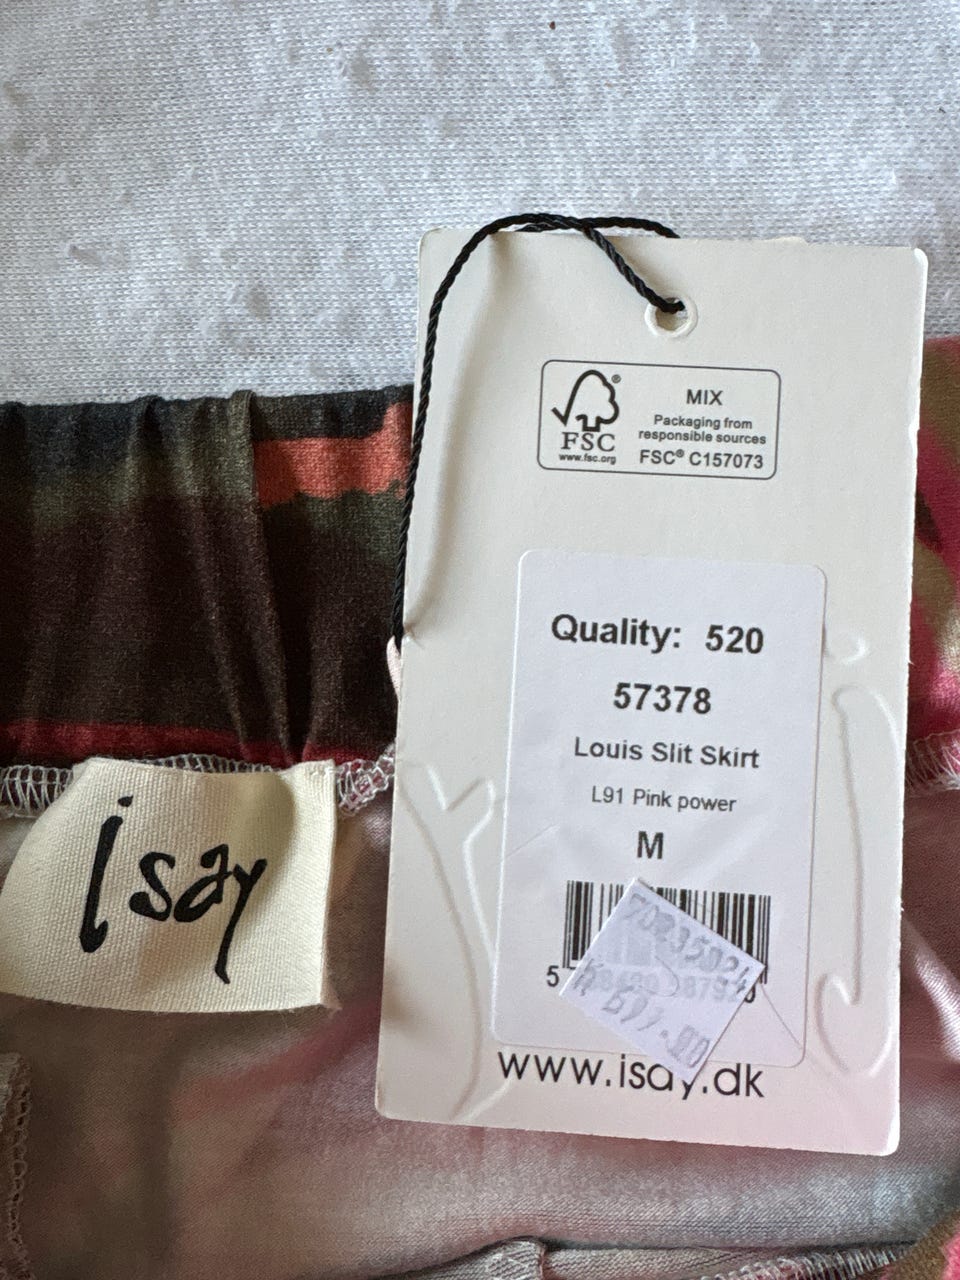 MIX
Packaging from
responsible sources
FSC® C157073
FSC ®
www.fsc.org
Quality: 520
57378
Louis Slit Skirt
L91 Pink power
M
5
www.isay.dk
isay